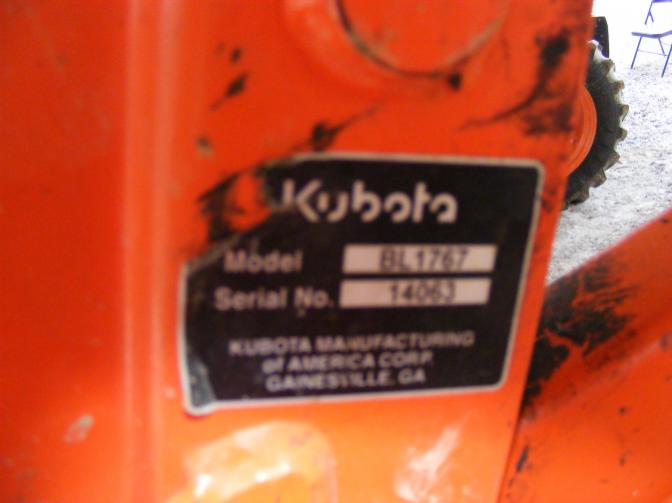 Kubota
Model BL1767
Serial No. 14063
KUBOTA MANUFACTURING
of AMERICA CORP.
GAINESVILLE, GA